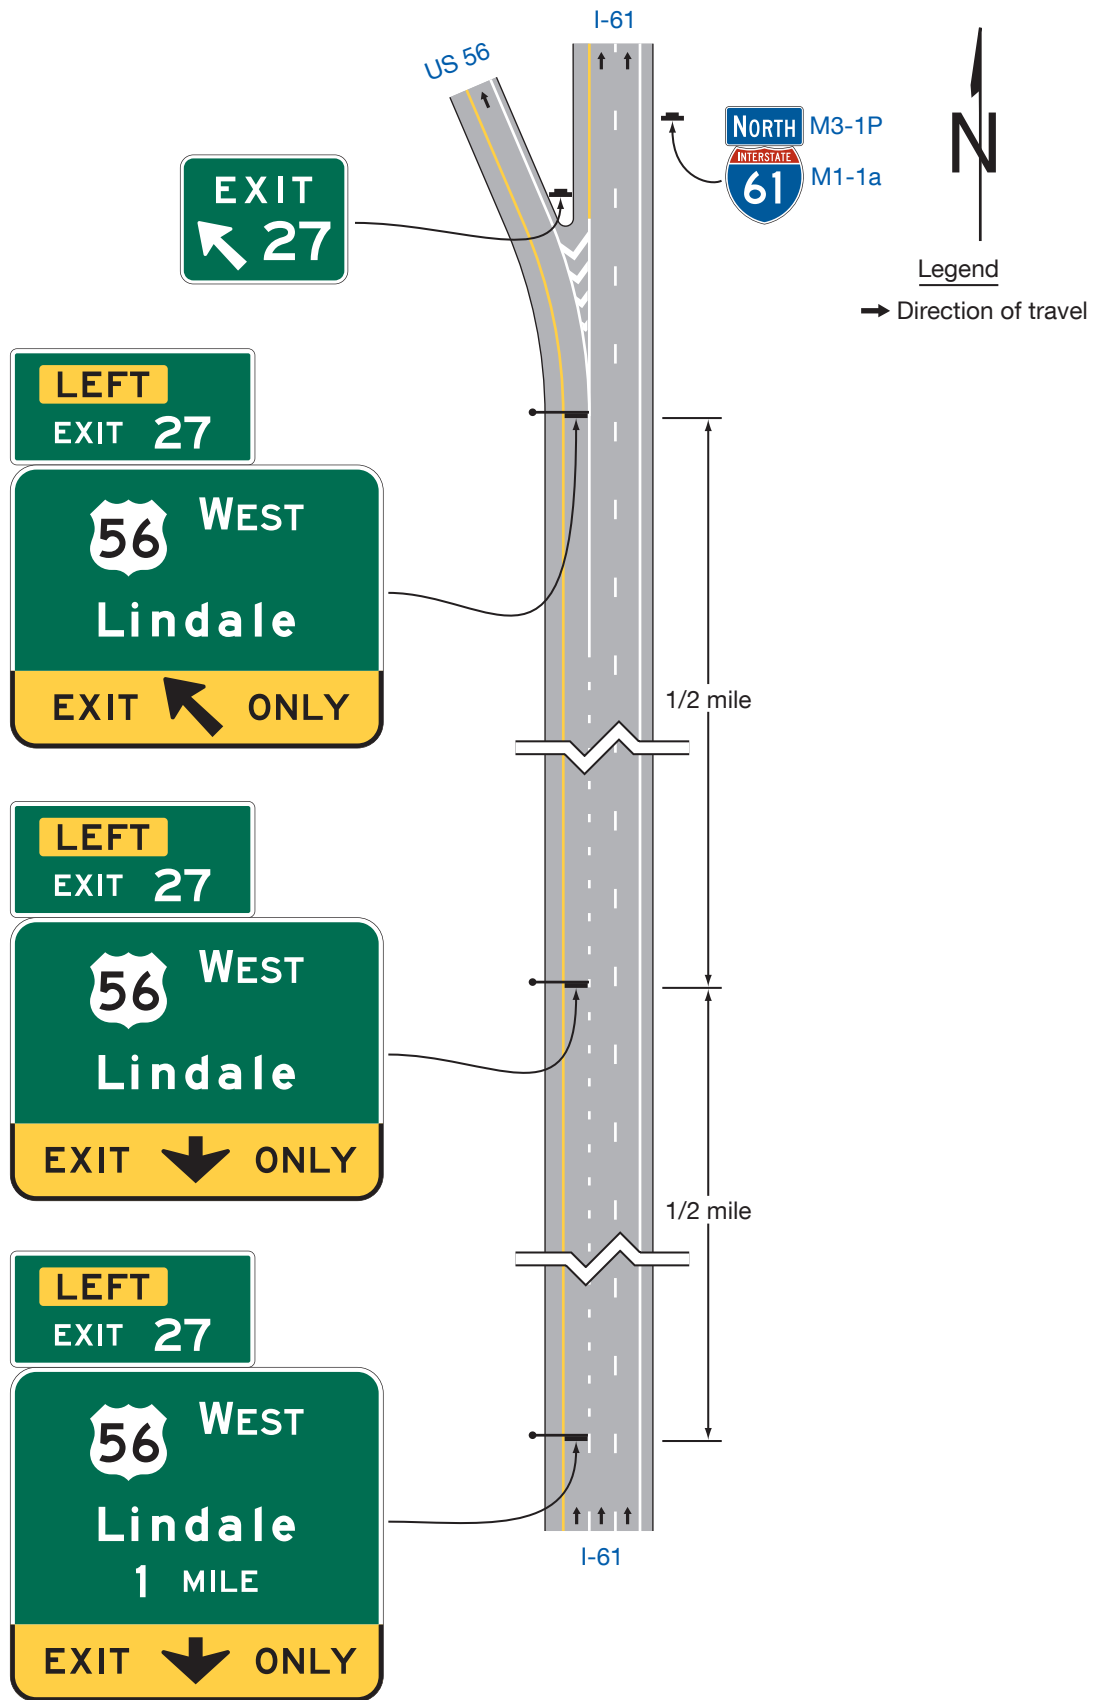 I-61
US 56
NORTH
M3-1P
INTERSTATE
61
M1-1a
N
Legend
Direction of travel
EXIT
27
LEFT
EXIT 27
56 WEST
Lindale
EXIT ONLY
1/2 mile
LEFT
EXIT 27
56 WEST
Lindale
EXIT ONLY
1/2 mile
LEFT
EXIT 27
56 WEST
Lindale
1 MILE
EXIT ONLY
I-61